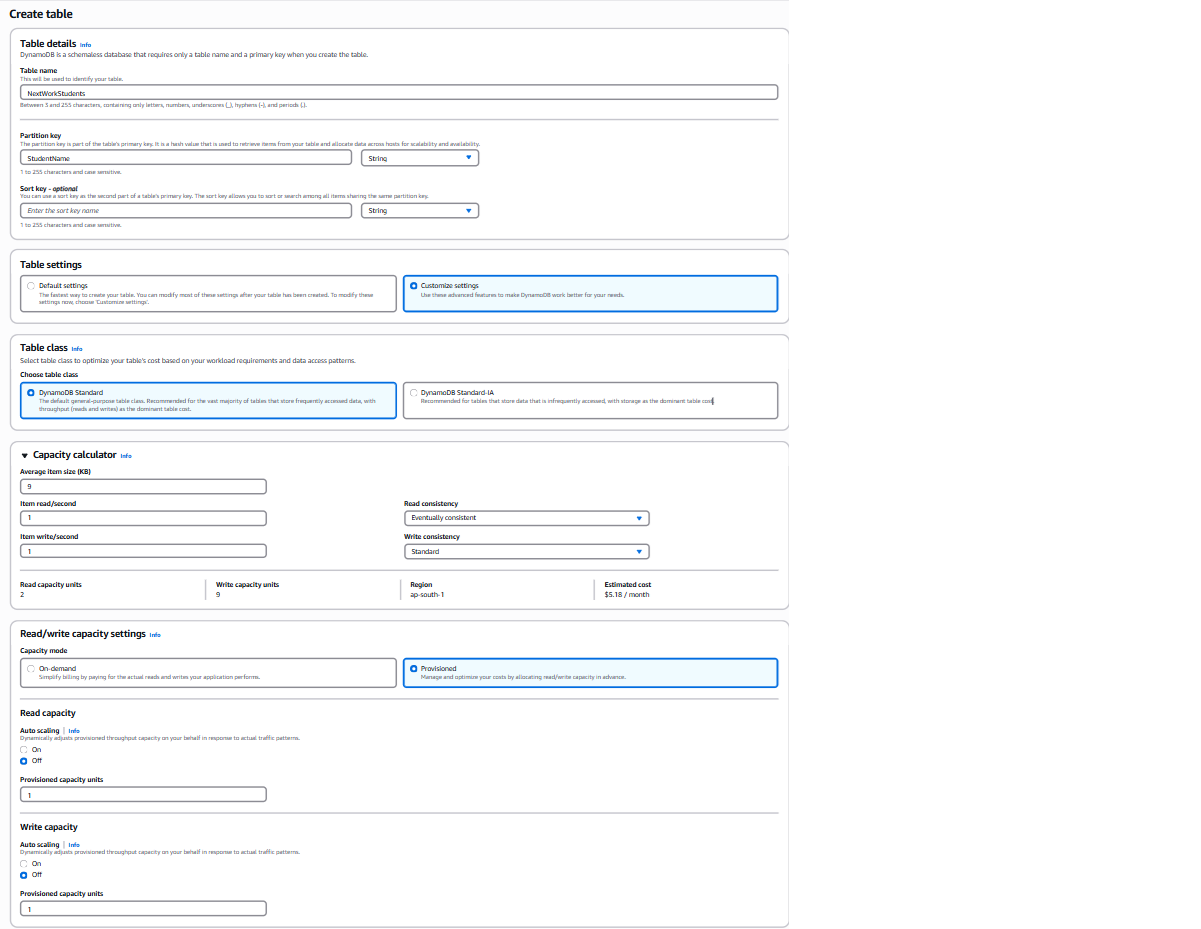 Create table
Table details Info
DynamoDB is a schemaless database that requires only a table name and a primary key when you create the table.
Table name
This will be used to identify your table.
NextWorkStudents
Between 3 and 255 characters, containing only letters, numbers, underscores (_), hyphens (-), and periods (.).
Partition key
The partition key is part of the table's primary key. It is a hash value that is used to retrieve items from your table and allocate data across hosts for scalability and availability.
StudentName String
1 to 255 characters and case sensitive.
Sort key - optional
You can use a sort key as the second part of a table's primary key. The sort key allows you to sort or search among all items sharing the same partition key.
Enter the sort key name String
1 to 255 characters and case sensitive.
Table settings
Default settings
The fastest way to create your table. You can modify most of these settings after your table has been created. To modify these
settings now, choose 'Customize settings'.
Customize settings
Use these advanced features to make DynamoDB work better for your needs.
Table class Info
Select table class to optimize your table's cost based on your workload requirements and data access patterns.
Choose table class
DynamoDB Standard
The default general-purpose table class. Recommended for the vast majority of tables that store frequently accessed data, with
throughput (reads and writes) as the dominant table cost.
DynamoDB Standard-IA
Recommended for tables that store data that is infrequently accessed, with storage as the dominant table cost.
Capacity calculator Info
Average item size (KB)
9
Item read/second Read consistency
1 Eventually consistent
Item write/second Write consistency
1 Standard
Read capacity units Write capacity units Region Estimated cost
2 9 ap-south-1 $5.18 / month
Read/write capacity settings Info
Capacity mode
On-demand
Simplify billing by paying for the actual reads and writes your application performs.
Provisioned
Manage and optimize your costs by allocating read/write capacity in advance.
Read capacity
Auto scaling | Info
Dynamically adjusts provisioned throughput capacity on your behalf in response to actual traffic patterns.
On
Off
Provisioned capacity units
1
Write capacity
Auto scaling | Info
Dynamically adjusts provisioned throughput capacity on your behalf in response to actual traffic patterns.
On
Off
Provisioned capacity units
1